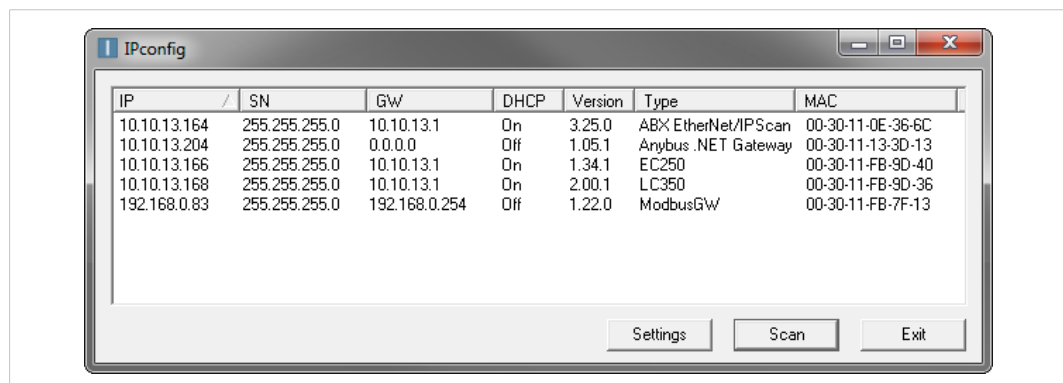 IPconfig
IP / SN GW DHCP Version Type MAC
10.10.13.164 255.255.255.0 10.10.13.1 On 3.25.0 ABX EtherNet/IPScan 00-30-11-0E-36-6C
10.10.13.204 255.255.255.0 0.0.0.0 Off 1.05.1 Anybus .NET Gateway 00-30-11-13-3D-13
10.10.13.166 255.255.255.0 10.10.13.1 On 1.34.1 EC250 00-30-11-FB-9D-40
10.10.13.168 255.255.255.0 10.10.13.1 On 2.00.1 LC350 00-30-11-FB-9D-36
192.168.0.83 255.255.255.0 192.168.0.254 Off 1.22.0 ModbusGW 00-30-11-FB-7F-13
Settings Scan Exit